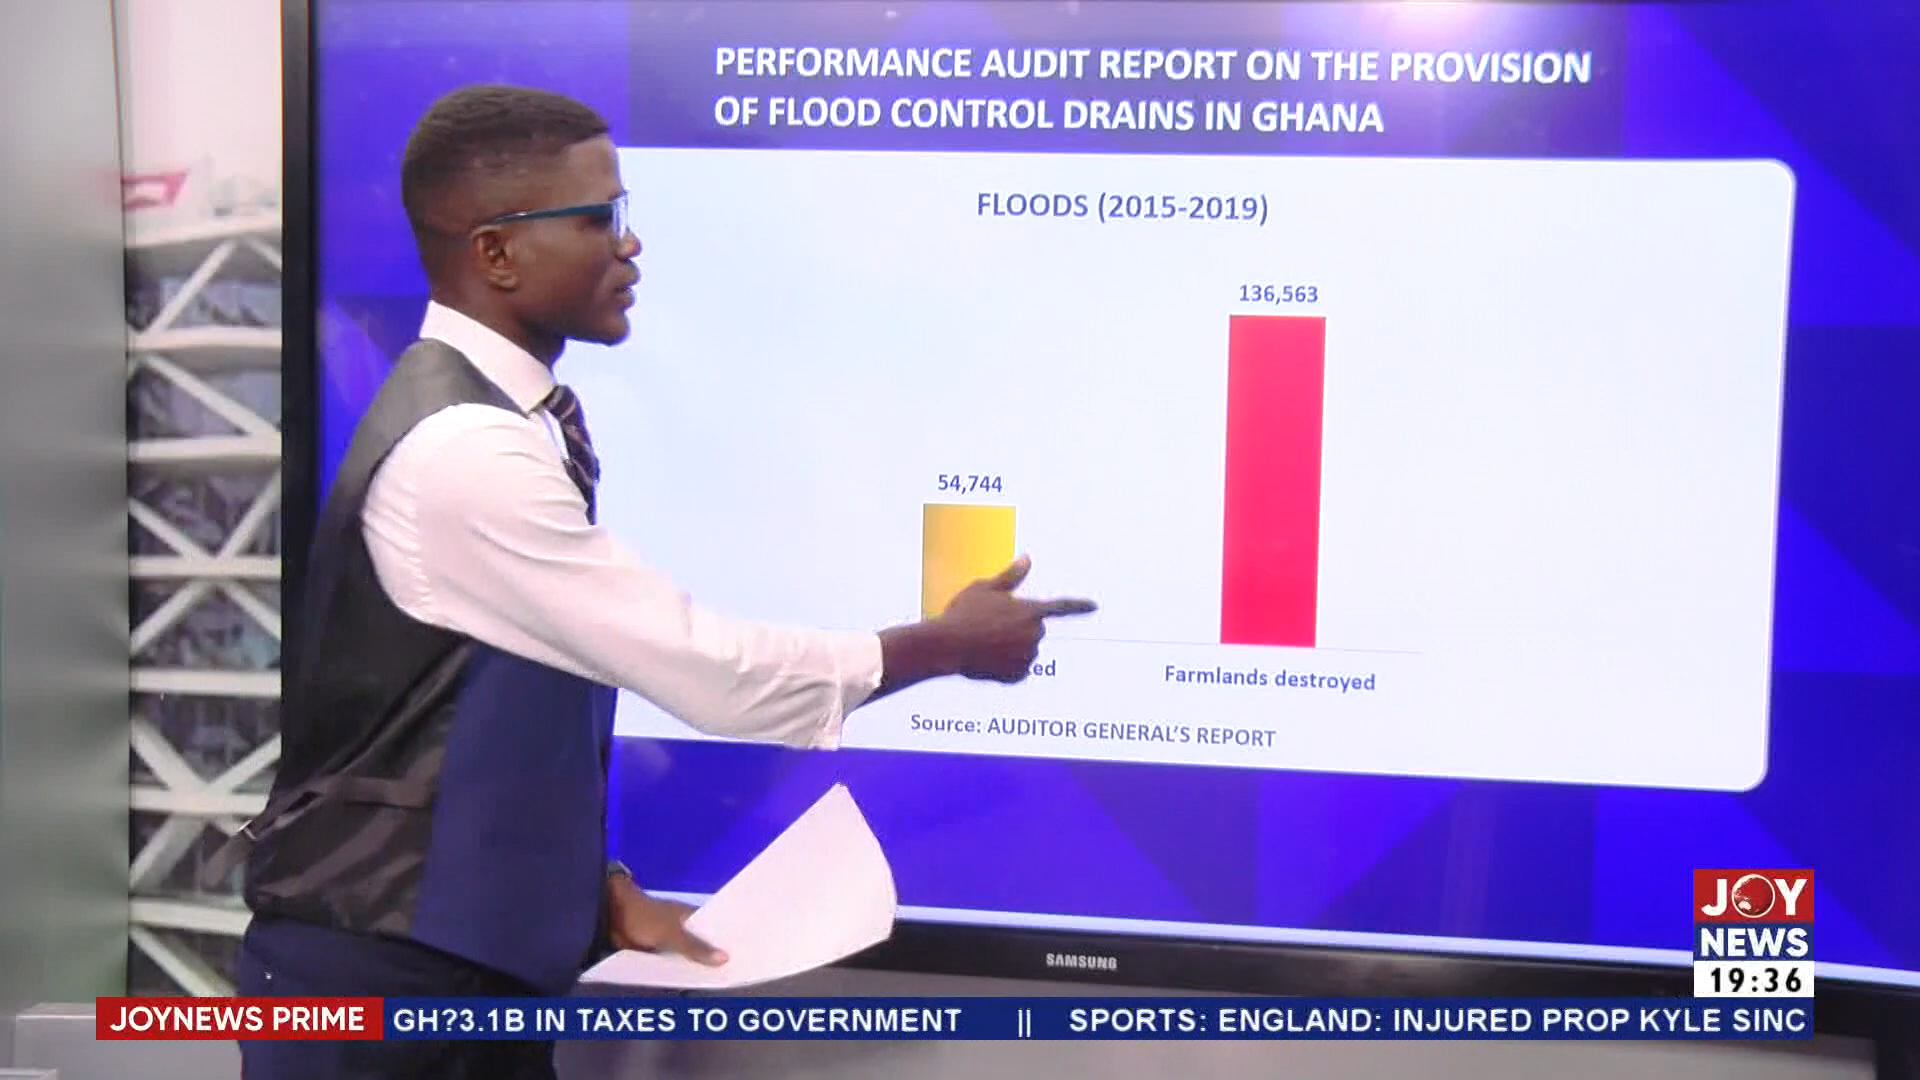 PERFORMANCE AUDIT REPORT ON THE PROVISION
OF FLOOD CONTROL DRAINS IN GHANA
FLOODS (2015-2019)
136,563
54,744
Farmlands destroyed
Source: AUDITOR GENERAL'S REPORT
SAMSUNG
JOY
NEWS
19:36
JOYNEWS PRIME GH?3.1B IN TAXES TO GOVERNMENT || SPORTS: ENGLAND: INJURED PROP KYLE SINC